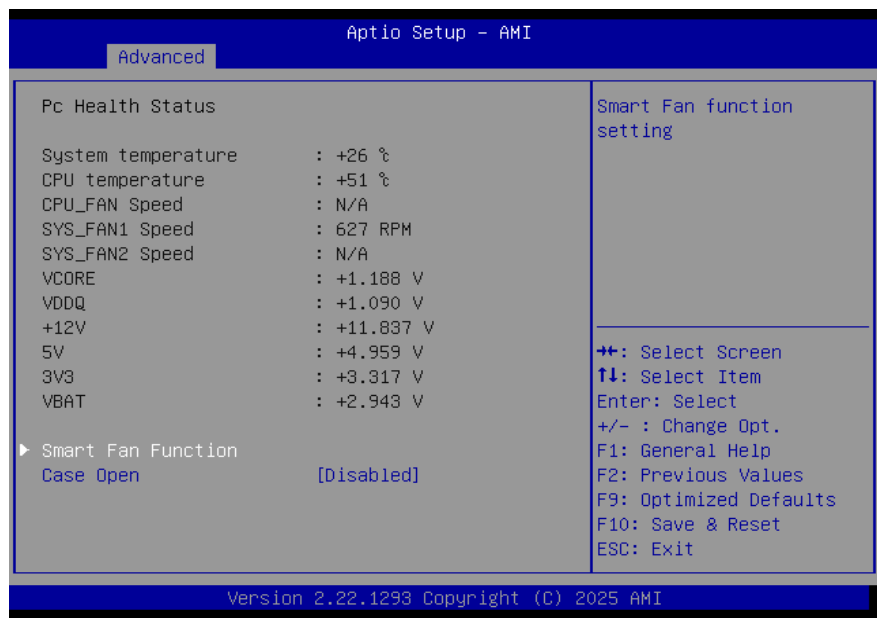 Aptio Setup – AMI
Advanced
Pc Health Status
System temperature : +26 ℃
CPU temperature : +51 ℃
CPU_FAN Speed : N/A
SYS_FAN1 Speed : 627 RPM
SYS_FAN2 Speed : N/A
VCORE : +1.188 V
VDDQ : +1.090 V
+12V : +11.837 V
5V : +4.959 V
3V3 : +3.317 V
VBAT : +2.943 V
Smart Fan Function
Case Open [Disabled]
Smart Fan function
setting
→←: Select Screen
↑↓: Select Item
Enter: Select
+/- : Change Opt.
F1: General Help
F2: Previous Values
F9: Optimized Defaults
F10: Save & Reset
ESC: Exit
Version 2.22.1293 Copyright (C) 2025 AMI